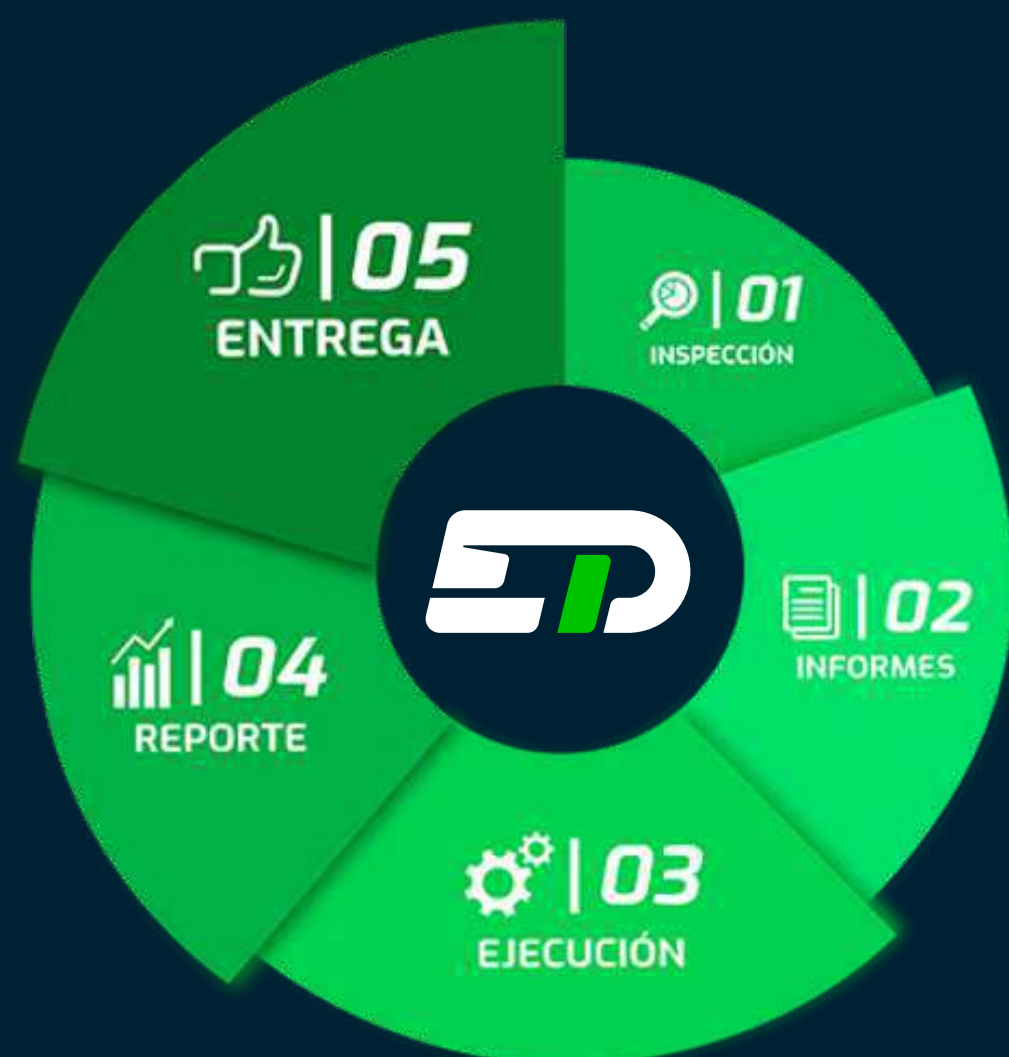 01
INSPECCIÓN
02
INFORMES
03
EJECUCIÓN
04
REPORTE
05
ENTREGA